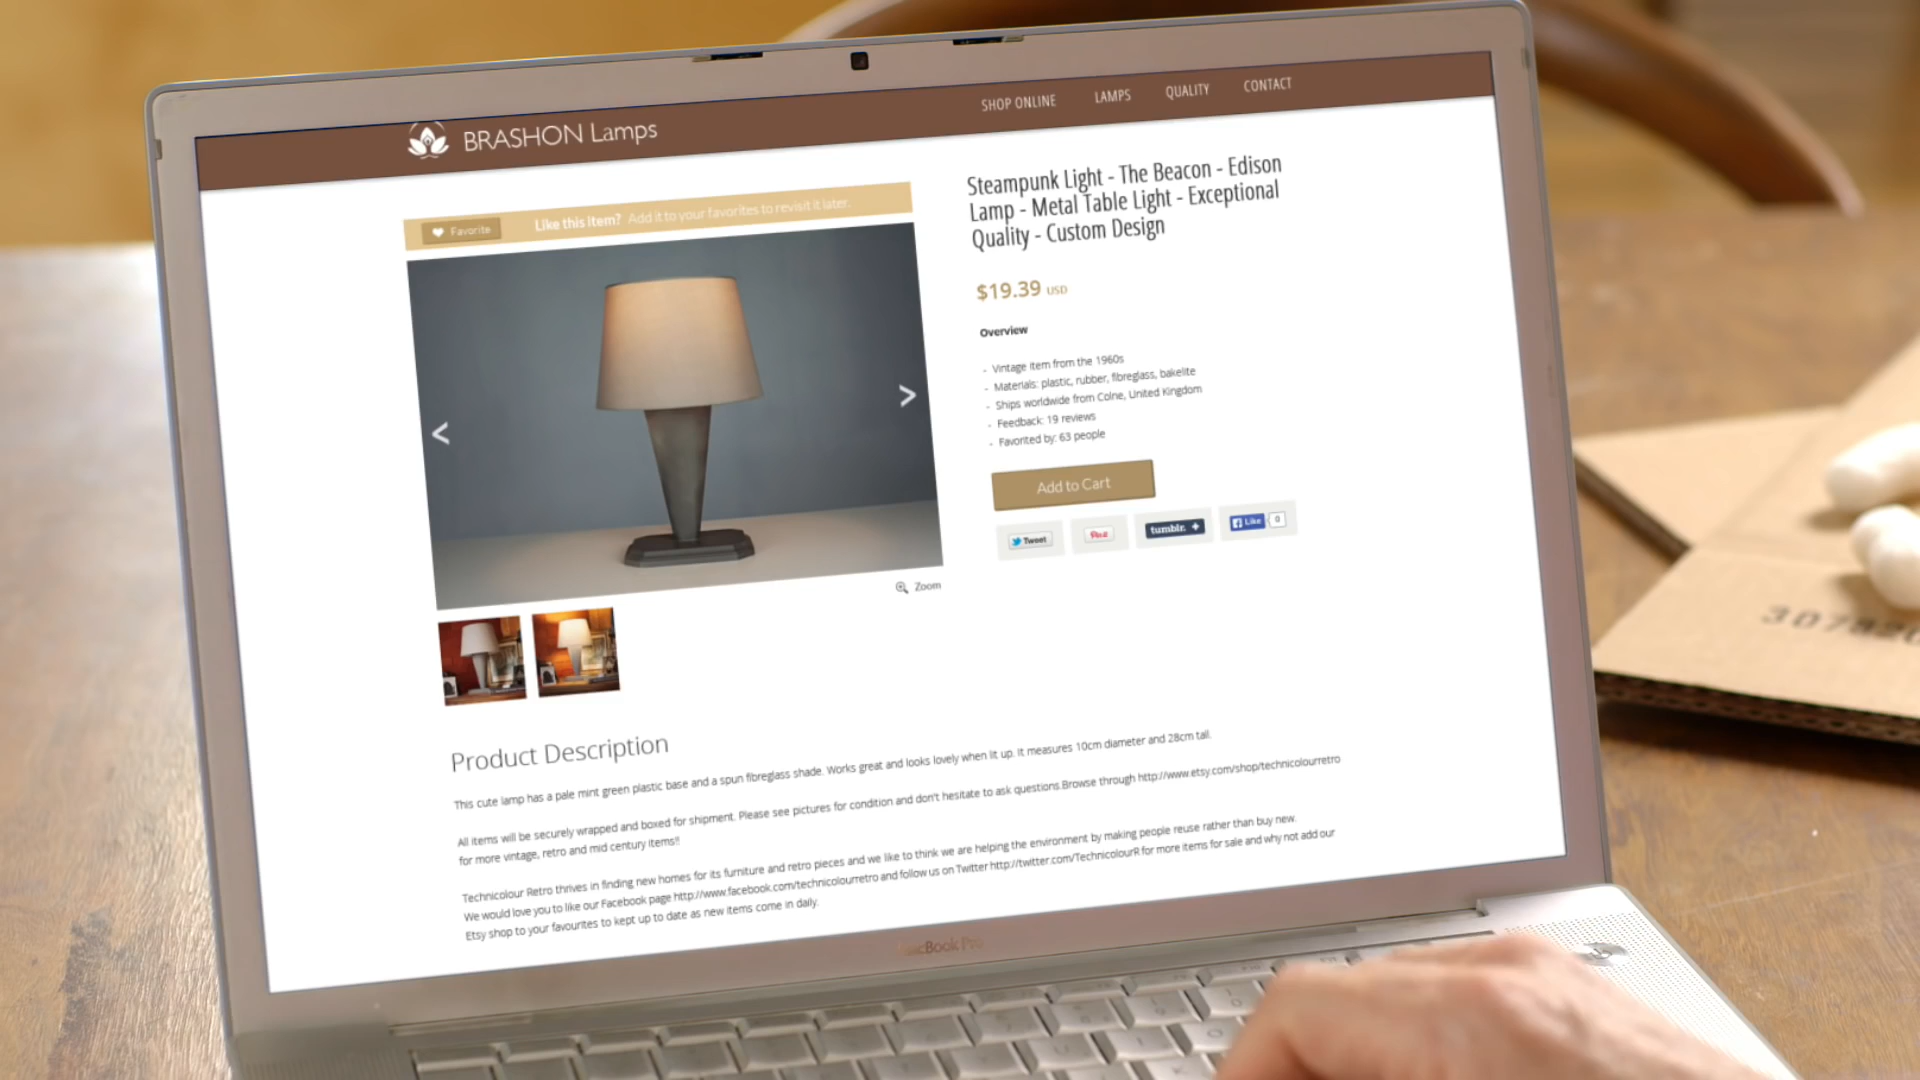 BRASHON Lamps
SHOP ONLINE LAMPS QUALITY CONTACT
Favorite Like this item? Add it to your favorites to revisit it later.
< >
Zoom
Steampunk Light - The Beacon - Edison
Lamp - Metal Table Light - Exceptional
Quality - Custom Design
$19.39 USD
Overview
- Vintage item from the 1960s
- Materials: plastic, rubber, fibreglass, bakelite
- Ships worldwide from Colne, United Kingdom
- Feedback: 19 reviews
- Favorited by: 63 people
Add to Cart
Tweet Pin it tumblr. + Like 0
Product Description
This cute lamp has a pale mint green plastic base and a spun fibreglass shade. Works great and looks lovely when lit up. It measures 10cm diameter and 28cm tall.
All items will be securely wrapped and boxed for shipment. Please see pictures for condition and don't hesitate to ask questions.Browse through http://www.etsy.com/shop/technicolourretro
for more vintage, retro and mid century items!!
Technicolour Retro thrives in finding new homes for its furniture and retro pieces and we like to think we are helping the environment by making people reuse rather than buy new.
We would love you to like our Facebook page http://www.facebook.com/technicolourretro and follow us on Twitter http://twitter.com/TechnicolourR for more items for sale and why not add our
Etsy shop to your favourites to kept up to date as new items come in daily.
MacBook Pro